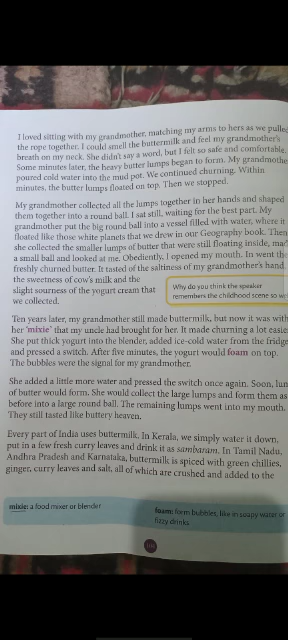 I loved sitting with my grandmother, matching my arms to hers as we pulled
the rope together. I could smell the buttermilk and feel my grandmother's
breath on my neck. She didn't say a word, but I felt so safe and comfortable.
Some minutes later, the heavy butter lumps began to form. My grandmothe
poured cold water into the mud pot. We continued churning. Within
minutes, the butter lumps floated on top. Then we stopped.
My grandmother collected all the lumps together in her hands and shaped
them together into a round ball. I sat still, waiting for the best part. My
grandmother put the big round ball into a vessel filled with water, where it
floated like those white planets that we drew in our Geography book. Then
she collected the smaller lumps of butter that were still floating inside, mad
a small ball and looked at me. Obediently, I opened my mouth. In went the
freshly churned butter. It tasted of the saltiness of my grandmother's hand
the sweetness of cow's milk and the
slight sourness of the yogurt cream that
we collected.
Why do you think the speaker
remembers the childhood scene so we
Ten years later, my grandmother still made buttermilk, but now it was with
her 'mixie' that my uncle had brought for her. It made churning a lot easie
She put thick yogurt into the blender, added ice-cold water from the fridge
and pressed a switch. After five minutes, the yogurt would foam on top.
The bubbles were the signal for my grandmother.
She added a little more water and pressed the switch once again. Soon, lum
of butter would form. She would collect the large lumps and form them as
before into a large round ball. The remaining lumps went into my mouth.
They still tasted like buttery heaven.
Every part of India uses buttermilk. In Kerala, we simply water it down,
put in a few fresh curry leaves and drink it as sambaram. In Tamil Nadu,
Andhra Pradesh and Karnataka, buttermilk is spiced with green chillies,
ginger, curry leaves and salt, all of which are crushed and added to the
mixie: a food mixer or blender
foam: form bubbles, like in soapy water or
fizzy drinks